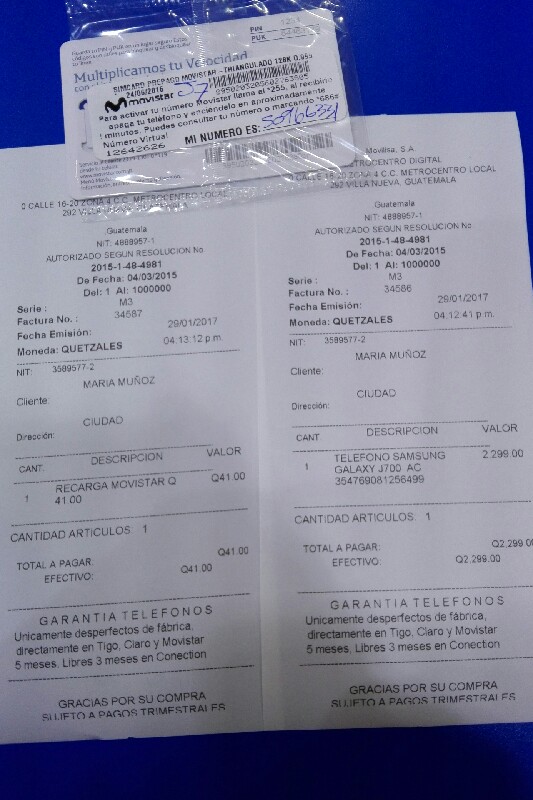 PIN
PUK
Multiplicamos tu Velocidad
SIMCARD PREPAGO MOVISTAR - TRIANGULADO 128K 0.955
24/05/2016
movistar
Para activar tu número Movistar llama al *255, al recibirlo
apaga tu teléfono y enciéndelo en aproximadamente
1 minutos. Puedes consultar tu número o marcando *686#
Número Virtual
12642626
MI NUMERO ES:
0 CALLE 16-20 ZONA 4 C.C. METROCENTRO LOCAL
292 VILLA
Guatemala
NIT: 4888957-1
AUTORIZADO SEGUN RESOLUCION No
2015-1-48-4981
De Fecha: 04/03/2015
Del: 1 Al: 1000000
Serie : M3
Factura No. : 34587
Fecha Emisión: 29/01/2017
Moneda: QUETZALES 04:13:12 p.m.
NIT: 3589577-2
MARIA MUÑOZ
Cliente:
CIUDAD
Dirección:
CANT. DESCRIPCION VALOR
1 RECARGA MOVISTAR Q Q41.00
41.00
CANTIDAD ARTICULOS: 1
TOTAL A PAGAR: Q41.00
EFECTIVO: Q41.00
GARANTIA TELEFONOS
Unicamente desperfectos de fábrica,
directamente en Tigo, Claro y Movistar
5 meses, Libres 3 meses en Conection
GRACIAS POR SU COMPRA
SUJETO A PAGOS TRIMESTRALES
Movilisa, S.A
METROCENTRO DIGITAL
CALLE 16-20 ZONA 4 C.C. METROCENTRO LOCAL
292 VILLA NUEVA, GUATEMALA
Guatemala
NIT: 4888957-1
AUTORIZADO SEGUN RESOLUCION No
2015-1-48-4981
De Fecha: 04/03/2015
Del: 1 Al: 1000000
Serie : M3
Factura No. : 34586
Fecha Emisión: 29/01/2017
Moneda: QUETZALES 04:12:41 p.m.
NIT: 3589577-2
MARIA MUÑOZ
Cliente:
CIUDAD
Dirección:
CANT. DESCRIPCION VALOR
1 TELEFONO SAMSUNG 2,299.00
GALAXY J700 AC
354769081256499
CANTIDAD ARTICULOS: 1
TOTAL A PAGAR: Q2,299.00
EFECTIVO: Q2,299.00
GARANTIA TELEFONOS
Unicamente desperfectos de fábrica,
directamente en Tigo, Claro y Movistar
5 meses, Libres 3 meses en Conection
GRACIAS POR SU COMPRA
SUJETO A PAGOS TRIMESTRALES